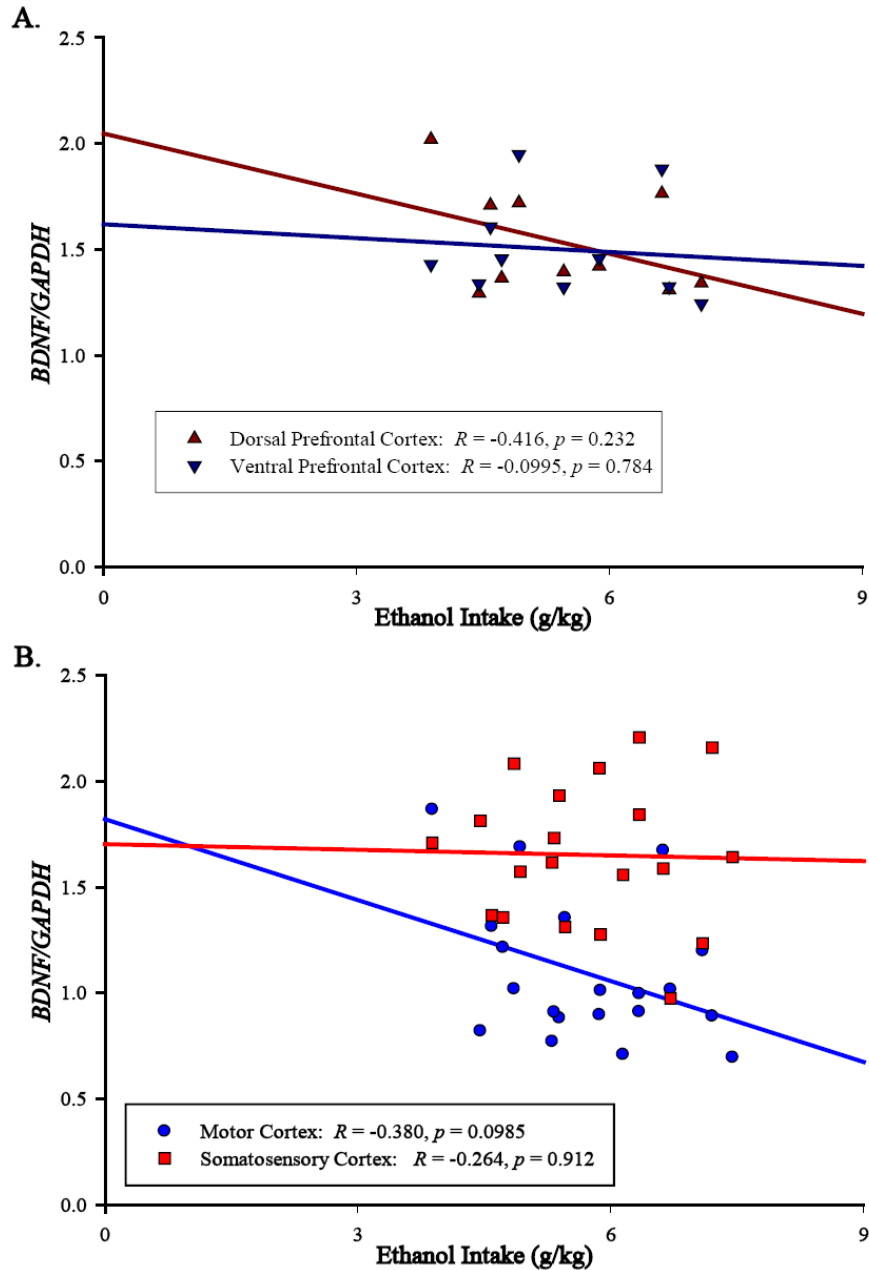 A.
2.5
2.0
1.5
1.0
0.5
0.0
BDNF/GAPDH
Dorsal Prefrontal Cortex: R = -0.416, p = 0.232
Ventral Prefrontal Cortex: R = -0.0995, p = 0.784
0 3 6 9
Ethanol Intake (g/kg)
B.
2.5
2.0
1.5
1.0
0.5
0.0
BDNF/GAPDH
Motor Cortex: R = -0.380, p = 0.0985
Somatosensory Cortex: R = -0.264, p = 0.912
0 3 6 9
Ethanol Intake (g/kg)